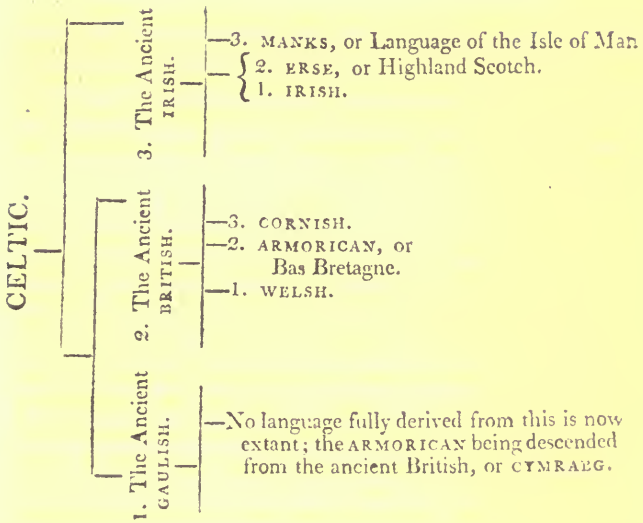 CELTIC.
3. The Ancient
IRISH.
3. MANKS, or Language of the Isle of Man
2. ERSE, or Highland Scotch.
1. IRISH.
2. The Ancient
BRITISH.
3. CORNISH.
2. ARMORICAN, or
Bas Bretagne.
1. WELSH.
1. The Ancient
GAULISH.
No language fully derived from this is now
extant; the ARMORICAN being descended
from the ancient British, or CYMRAEG.